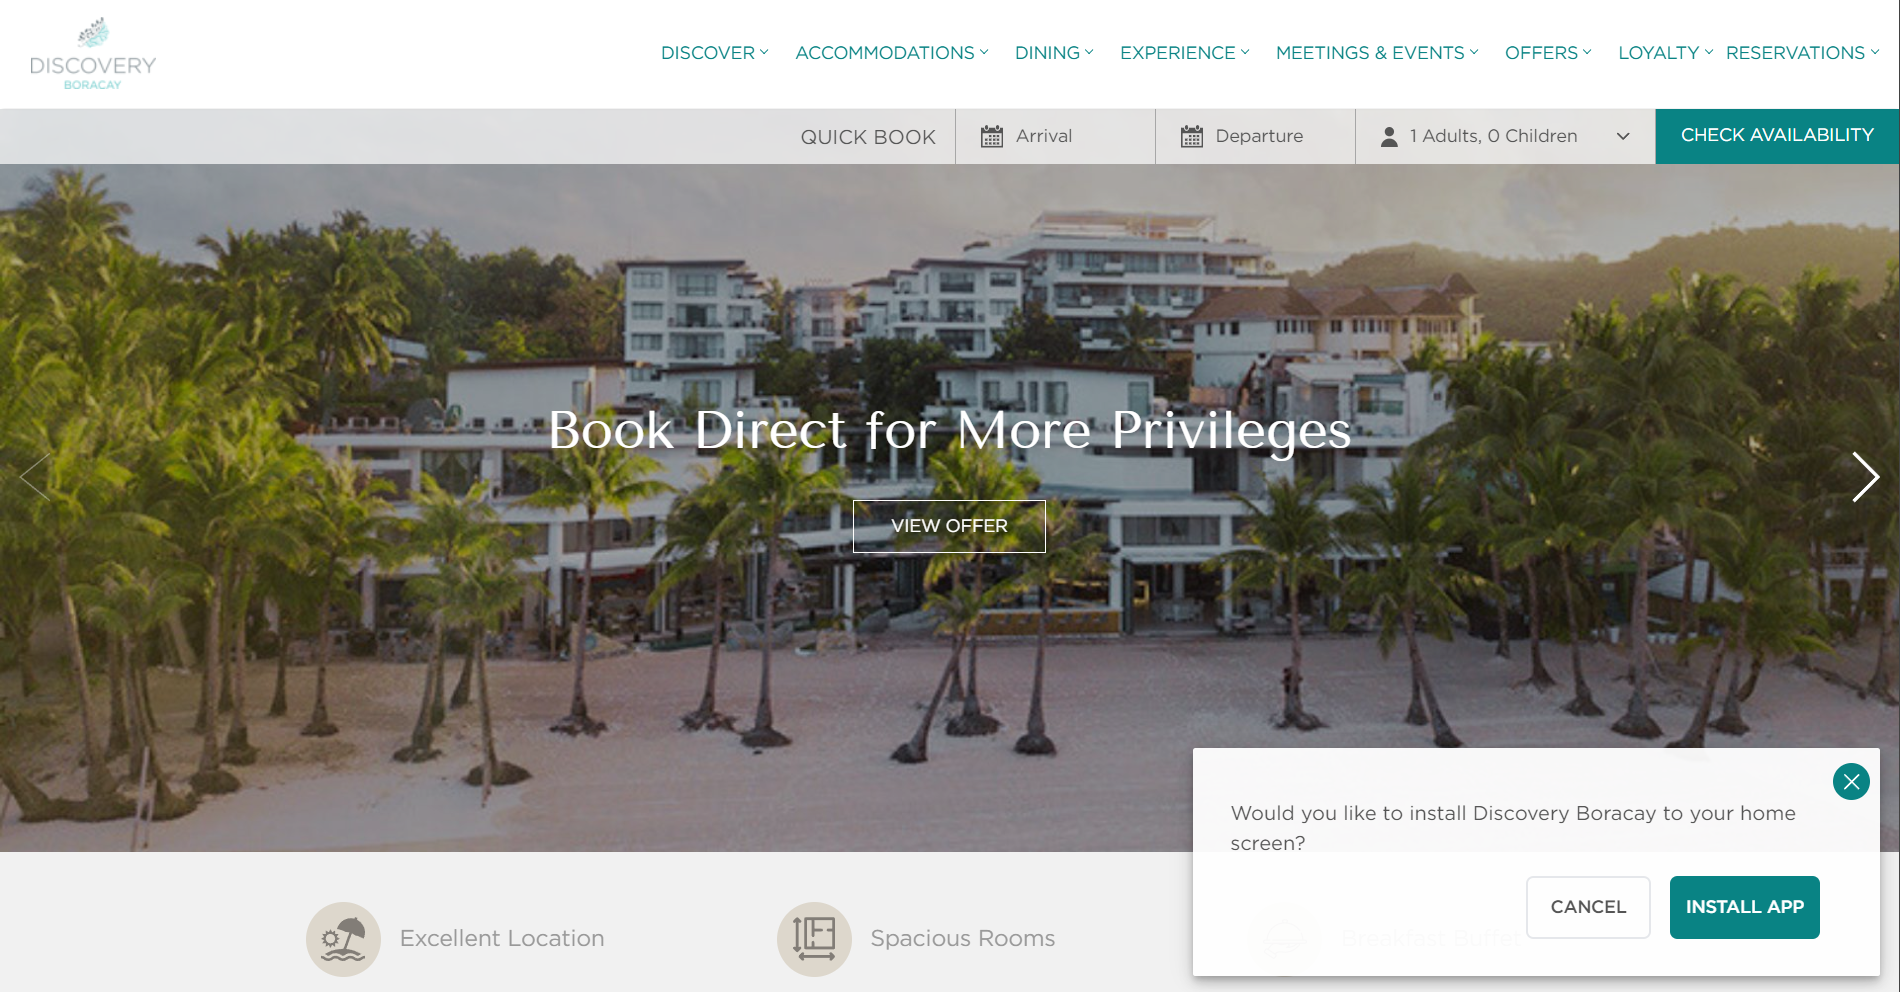 DISCOVERY
BORACAY
DISCOVER
ACCOMMODATIONS
DINING
EXPERIENCE
MEETINGS & EVENTS
OFFERS
LOYALTY
RESERVATIONS
QUICK BOOK
Arrival
Departure
1 Adults, 0 Children
CHECK AVAILABILITY
Book Direct for More Privileges
VIEW OFFER
Would you like to install Discovery Boracay to your home
screen?
CANCEL
INSTALL APP
Excellent Location
Spacious Rooms
Breakfast Buffet